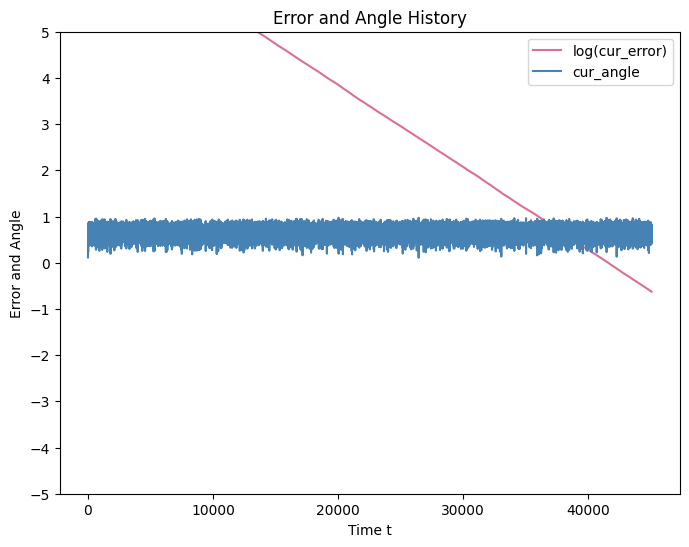 Error and Angle History
log(cur_error)
cur_angle
Error and Angle
5
4
3
2
1
0
−1
−2
−3
−4
−5
0 10000 20000 30000 40000
Time t